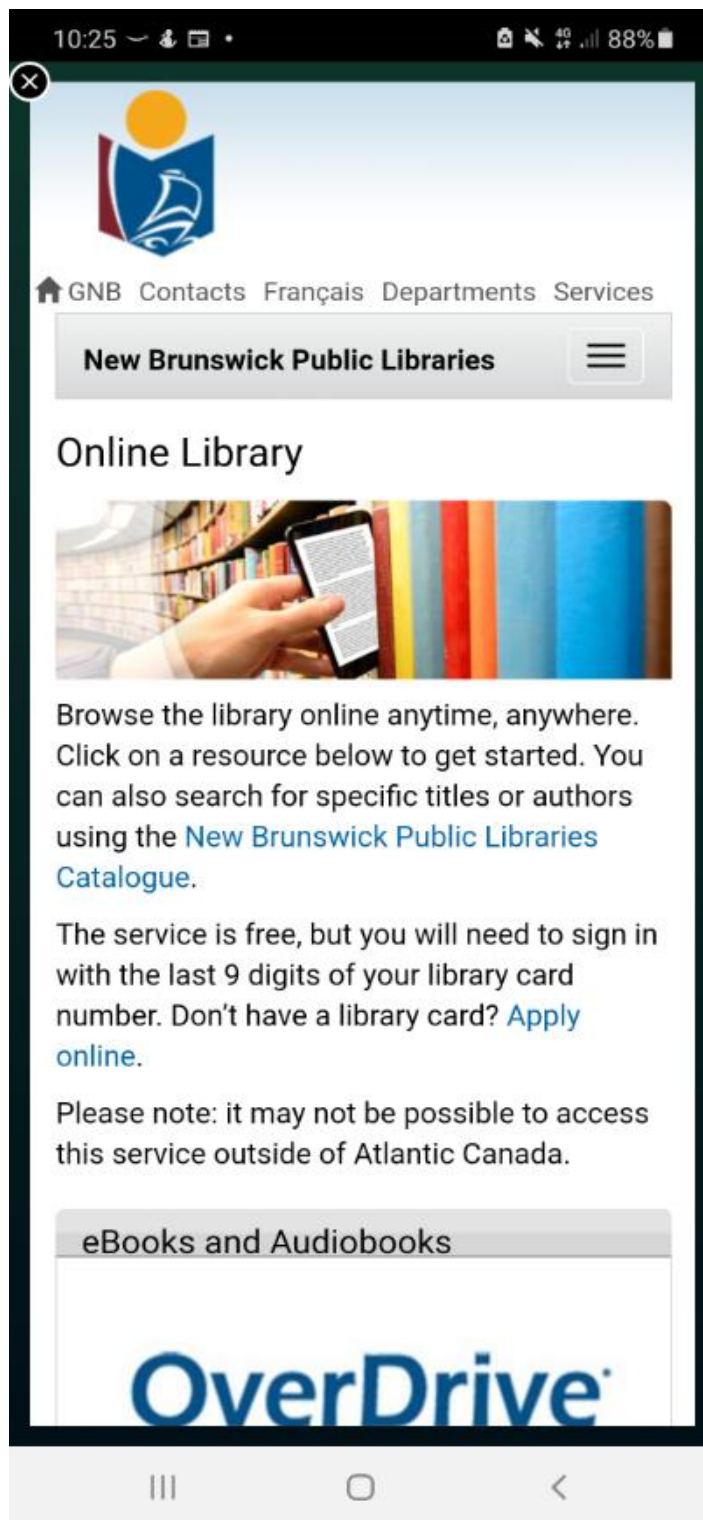 10:25
4G 88%
GNB Contacts Français Departments Services
New Brunswick Public Libraries
Online Library
Browse the library online anytime, anywhere.
Click on a resource below to get started. You
can also search for specific titles or authors
using the New Brunswick Public Libraries
Catalogue.
The service is free, but you will need to sign in
with the last 9 digits of your library card
number. Don't have a library card? Apply
online.
Please note: it may not be possible to access
this service outside of Atlantic Canada.
eBooks and Audiobooks
OverDrive